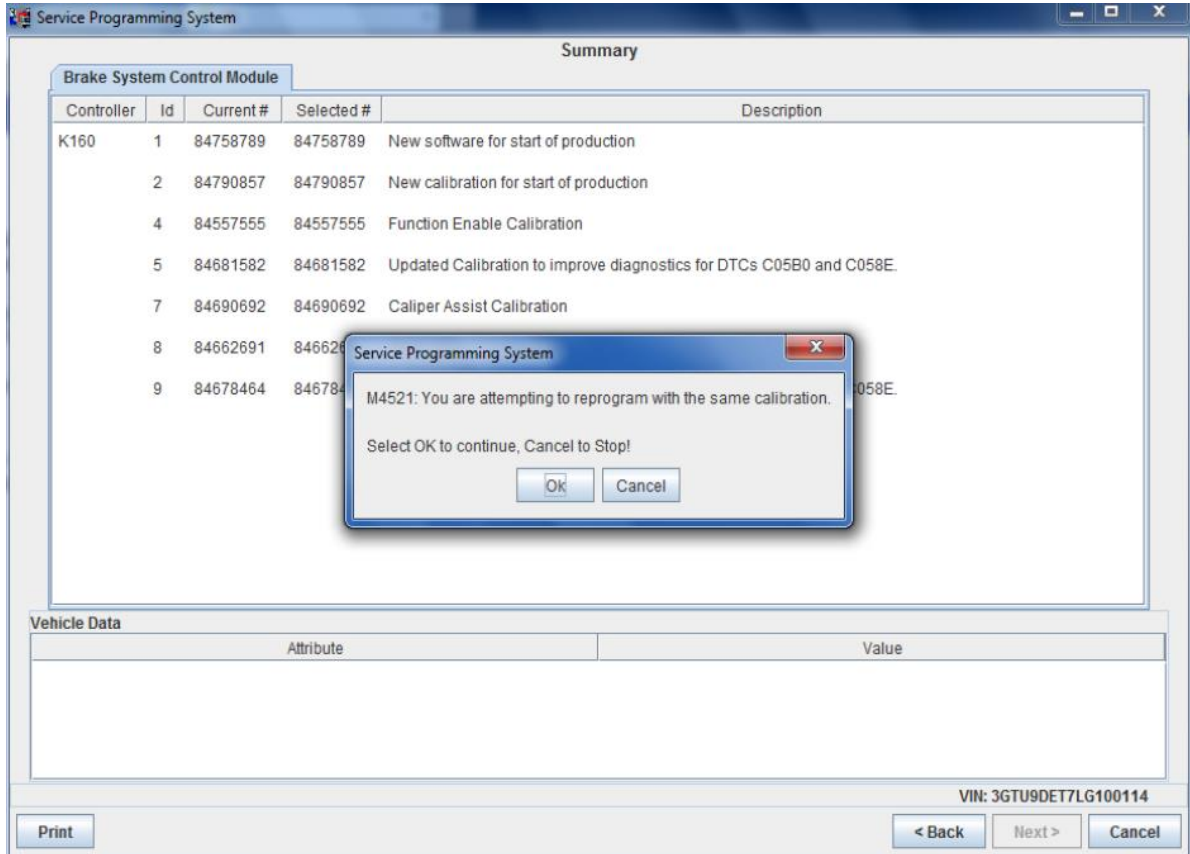 Service Programming System
Summary
Brake System Control Module
Controller Id Current # Selected # Description
K160 1 84758789 84758789 New software for start of production
2 84790857 84790857 New calibration for start of production
4 84557555 84557555 Function Enable Calibration
5 84681582 84681582 Updated Calibration to improve diagnostics for DTCs C05B0 and C058E.
7 84690692 84690692 Caliper Assist Calibration
8 84662691 84662
9 84678464 84678 C058E.
Service Programming System
M4521: You are attempting to reprogram with the same calibration.
Select OK to continue, Cancel to Stop!
Ok Cancel
Vehicle Data
Attribute Value
VIN: 3GTU9DET7LG100114
Print < Back Next > Cancel